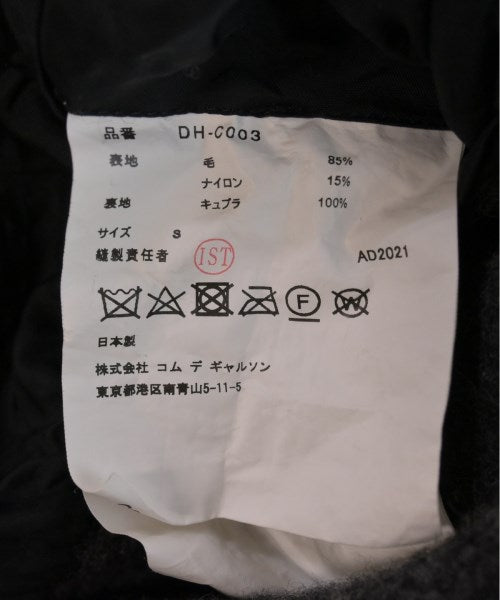 品番 DH-C003
表地 毛 85%
ナイロン 15%
裏地 キュプラ 100%
サイズ S
縫製責任者 IST AD2021
F W
日本製
株式会社 コム デ ギャルソン
東京都港区南青山5-11-5